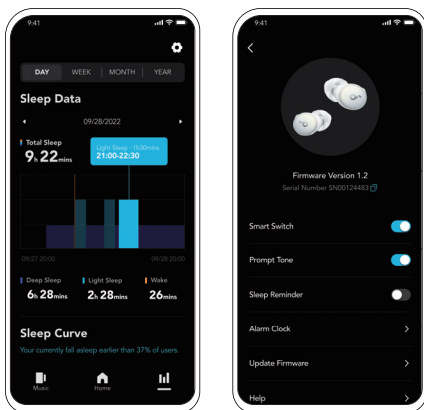 9:41
DAY WEEK MONTH YEAR
Sleep Data
09/28/2022
Total Sleep
9h 22mins
Light Sleep · 1h30mins
21:00-22:30
09/27 20:00 09/28 20:00
Deep Sleep Light Sleep Wake
6h 28mins 2h 28mins 26mins
Sleep Curve
Your currently fall asleep earlier than 37% of users.
Music Home
9:41
Firmware Version 1.2
Serial Number SN00124483
Smart Switch
Prompt Tone
Sleep Reminder
Alarm Clock
Update Firmware
Help